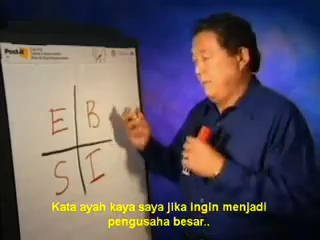 Post-it
E B
S I
Kata ayah kaya saya jika ingin menjadi
pengusaha besar..